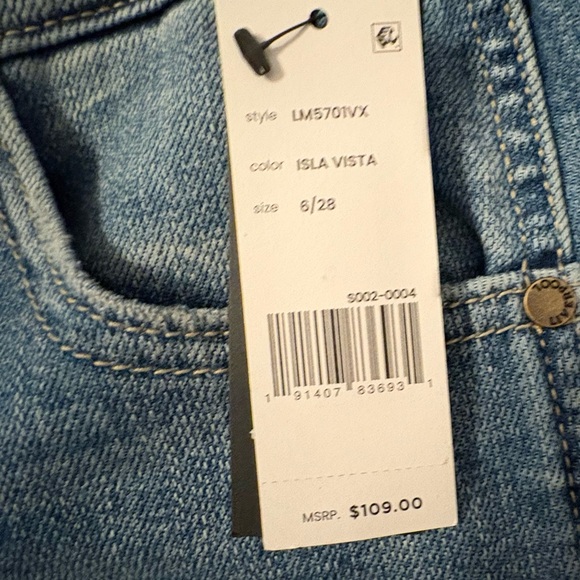 style LM5701VX
color ISLA VISTA
size 6/28
S002-0004
1 91407 83693 1
MSRP. $109.00